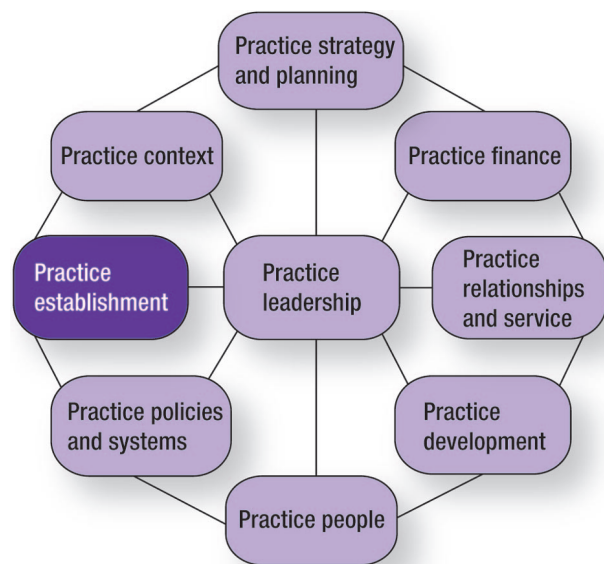 Practice strategy
and planning
Practice context
Practice finance
Practice
establishment
Practice
leadership
Practice
relationships
and service
Practice policies
and systems
Practice
development
Practice people